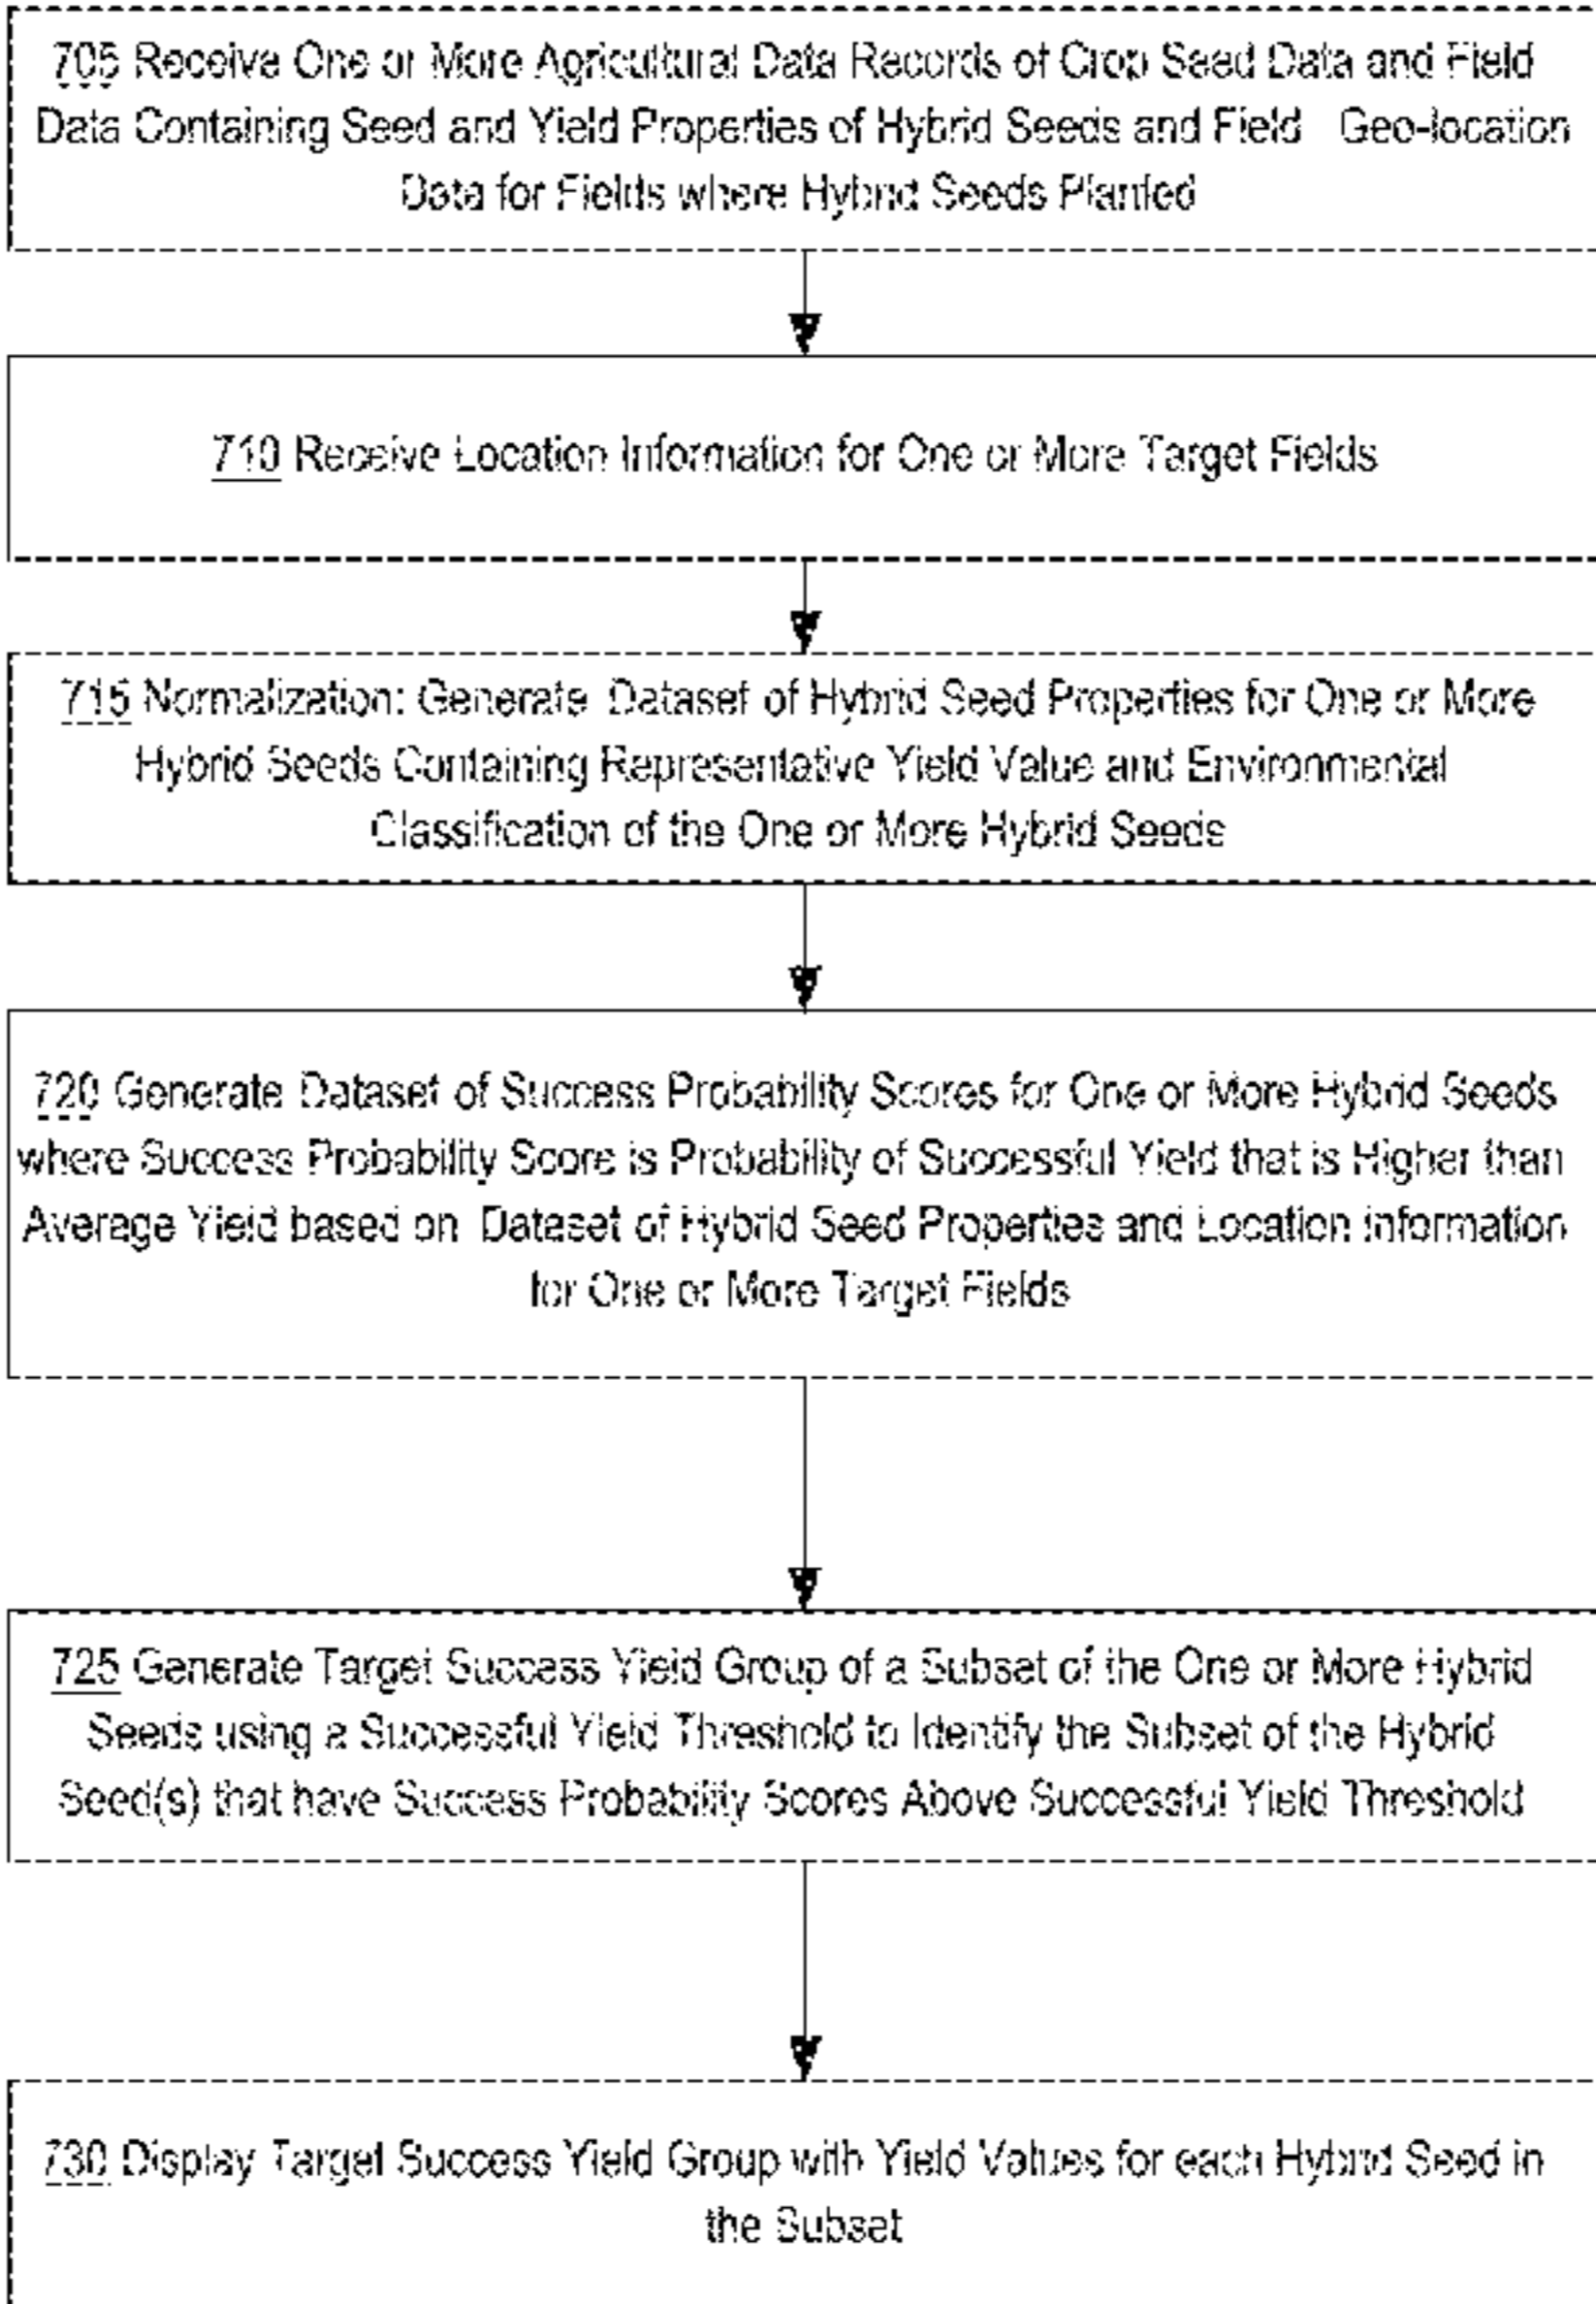 705 Receive One or More Agricultural Data Records of Crop Seed Data and Field
Data Containing Seed and Yield Properties of Hybrid Seeds and Field Geo-location
Data for Fields where Hybrid Seeds Planted
710 Receive Location Information for One or More Target Fields
715 Normalization: Generate Dataset of Hybrid Seed Properties for One or More
Hybrid Seeds Containing Representative Yield Value and Environmental
Classification of the One or More Hybrid Seeds
720 Generate Dataset of Success Probability Scores for One or More Hybrid Seeds
where Success Probability Score is Probability of Successful Yield that is Higher than
Average Yield based on Dataset of Hybrid Seed Properties and Location Information
for One or More Target Fields
725 Generate Target Success Yield Group of a Subset of the One or More Hybrid
Seeds using a Successful Yield Threshold to Identify the Subset of the Hybrid
Seed(s) that have Success Probability Scores Above Successful Yield Threshold
730 Display Target Success Yield Group with Yield Values for each Hybrid Seed in
the Subset